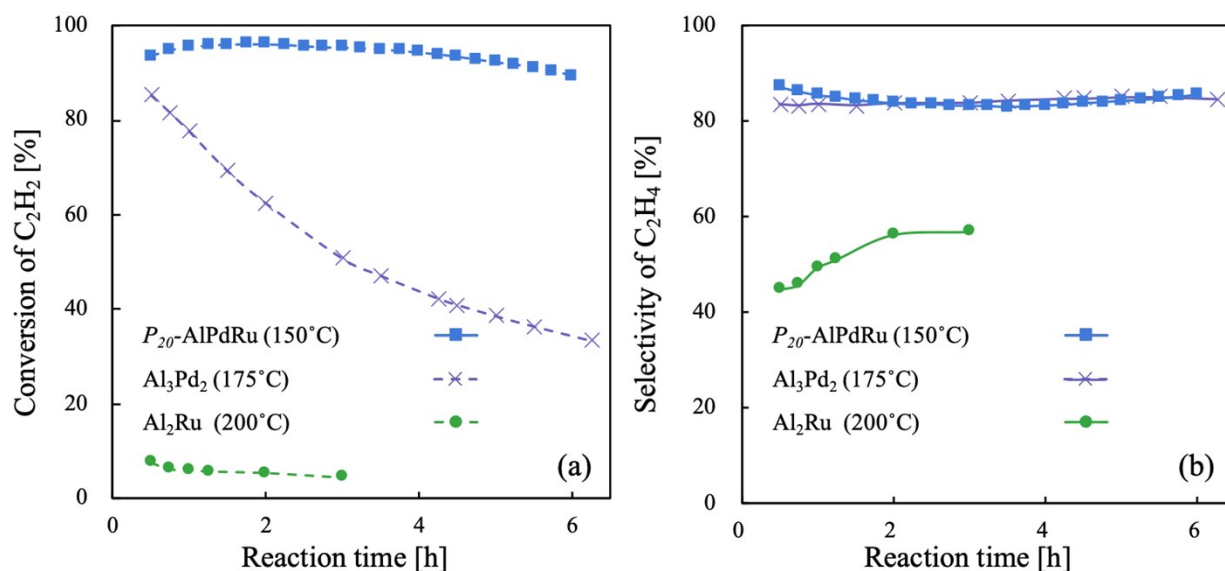 100
80
60
40
20
0
Conversion of C₂H₂ [%]
P₂₀-AlPdRu (150˚C)
Al₃Pd₂ (175˚C)
Al₂Ru (200˚C)
(a)
0 2 4 6
Reaction time [h]
100
80
60
40
20
0
Selectivity of C₂H₄ [%]
P₂₀-AlPdRu (150˚C)
Al₃Pd₂ (175˚C)
Al₂Ru (200˚C)
(b)
0 2 4 6
Reaction time [h]